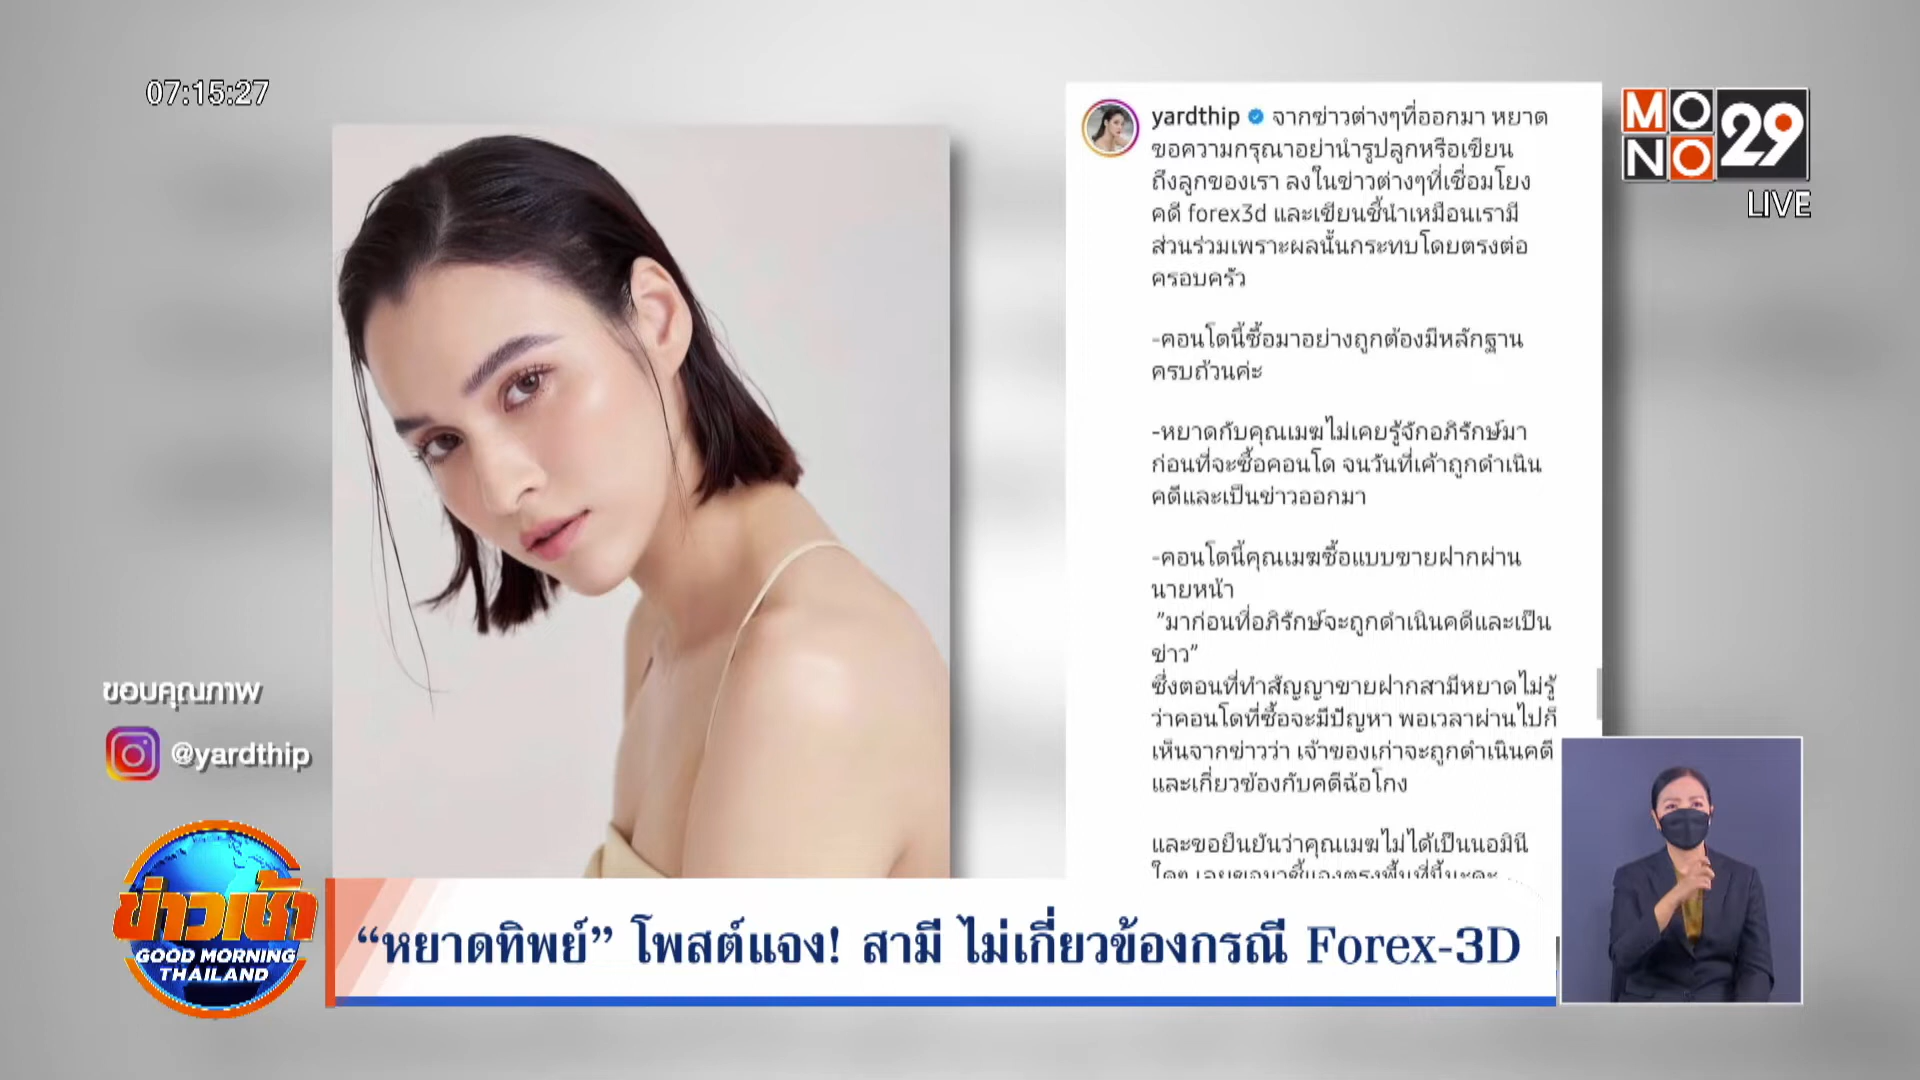 07:15:27
MONO 29
LIVE
yardthip จากข่าวต่างๆที่ออกมา หยาด
ขอความกรุณาอย่านำรูปลูกหรือเขียน
ถึงลูกของเรา ลงในข่าวต่างๆที่เชื่อมโยง
คดี forex3d และเขียนชี้นำเหมือนเรามี
ส่วนร่วมเพราะผลนั้นกระทบโดยตรงต่อ
ครอบครัว
-คอนโดนี้ซื้อมาอย่างถูกต้องมีหลักฐาน
ครบถ้วนค่ะ
-หยาดกับคุณเมฆไม่เคยรู้จักอภิรักษ์มา
ก่อนที่จะซื้อคอนโด จนวันที่เค้าถูกดำเนิน
คดีและเป็นข่าวออกมา
-คอนโดนี้คุณเมฆซื้อแบบขายฝากผ่าน
นายหน้า
"มาก่อนที่อภิรักษ์จะถูกดำเนินคดีและเป็น
ข่าว"
ซึ่งตอนที่ทำสัญญาขายฝากสามีหยาดไม่รู้
ว่าคอนโดที่ซื้อจะมีปัญหา พอเวลาผ่านไปก็
เห็นจากข่าวว่า เจ้าของเก่าจะถูกดำเนินคดี
และเกี่ยวข้องกับคดีฉ้อโกง
และขอยืนยันว่าคุณเมฆไม่ได้เป็นนอมินี
ใดๆ เลยขอมาชี้แจงตรงพื้นที่นี้นะคะ
ขอบคุณภาพ
@yardthip
ข่าวเช้า
GOOD MORNING
THAILAND
“หยาดทิพย์” โพสต์แจง! สามี ไม่เกี่ยวข้องกรณี Forex-3D